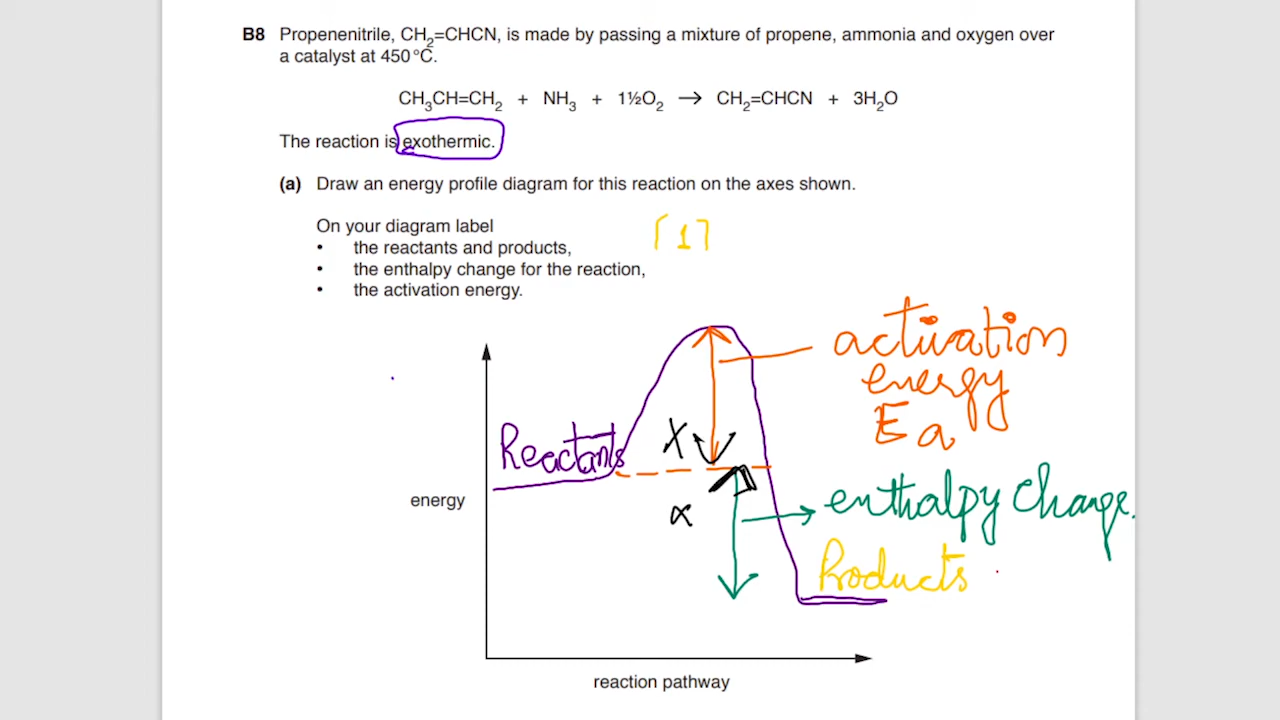 B8 Propenenitrile, CH₂=CHCN, is made by passing a mixture of propene, ammonia and oxygen over
a catalyst at 450°C.
CH₃CH=CH₂ + NH₃ + 1½O₂ → CH₂=CHCN + 3H₂O
The reaction is exothermic.
(a) Draw an energy profile diagram for this reaction on the axes shown.
On your diagram label
[1]
• the reactants and products,
• the enthalpy change for the reaction,
• the activation energy.
activation
energy
Ea
Reactants
X
energy
enthalpy change.
α
Products
reaction pathway